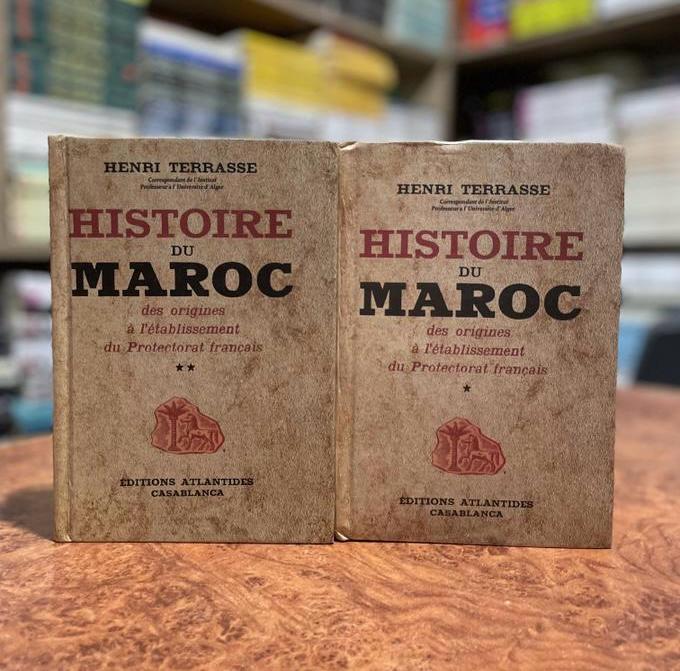 HENRI TERRASSE
Correspondant de l'Institut
Professeur à l'Université d'Alger
HISTOIRE
DU
MAROC
des origines
à l'établissement
du Protectorat français
★★
ÉDITIONS ATLANTIDES
CASABLANCA
HENRI TERRASSE
Correspondant de l'Institut
Professeur à l'Université d'Alger
HISTOIRE
DU
MAROC
des origines
à l'établissement
du Protectorat français
★
ÉDITIONS ATLANTIDES
CASABLANCA